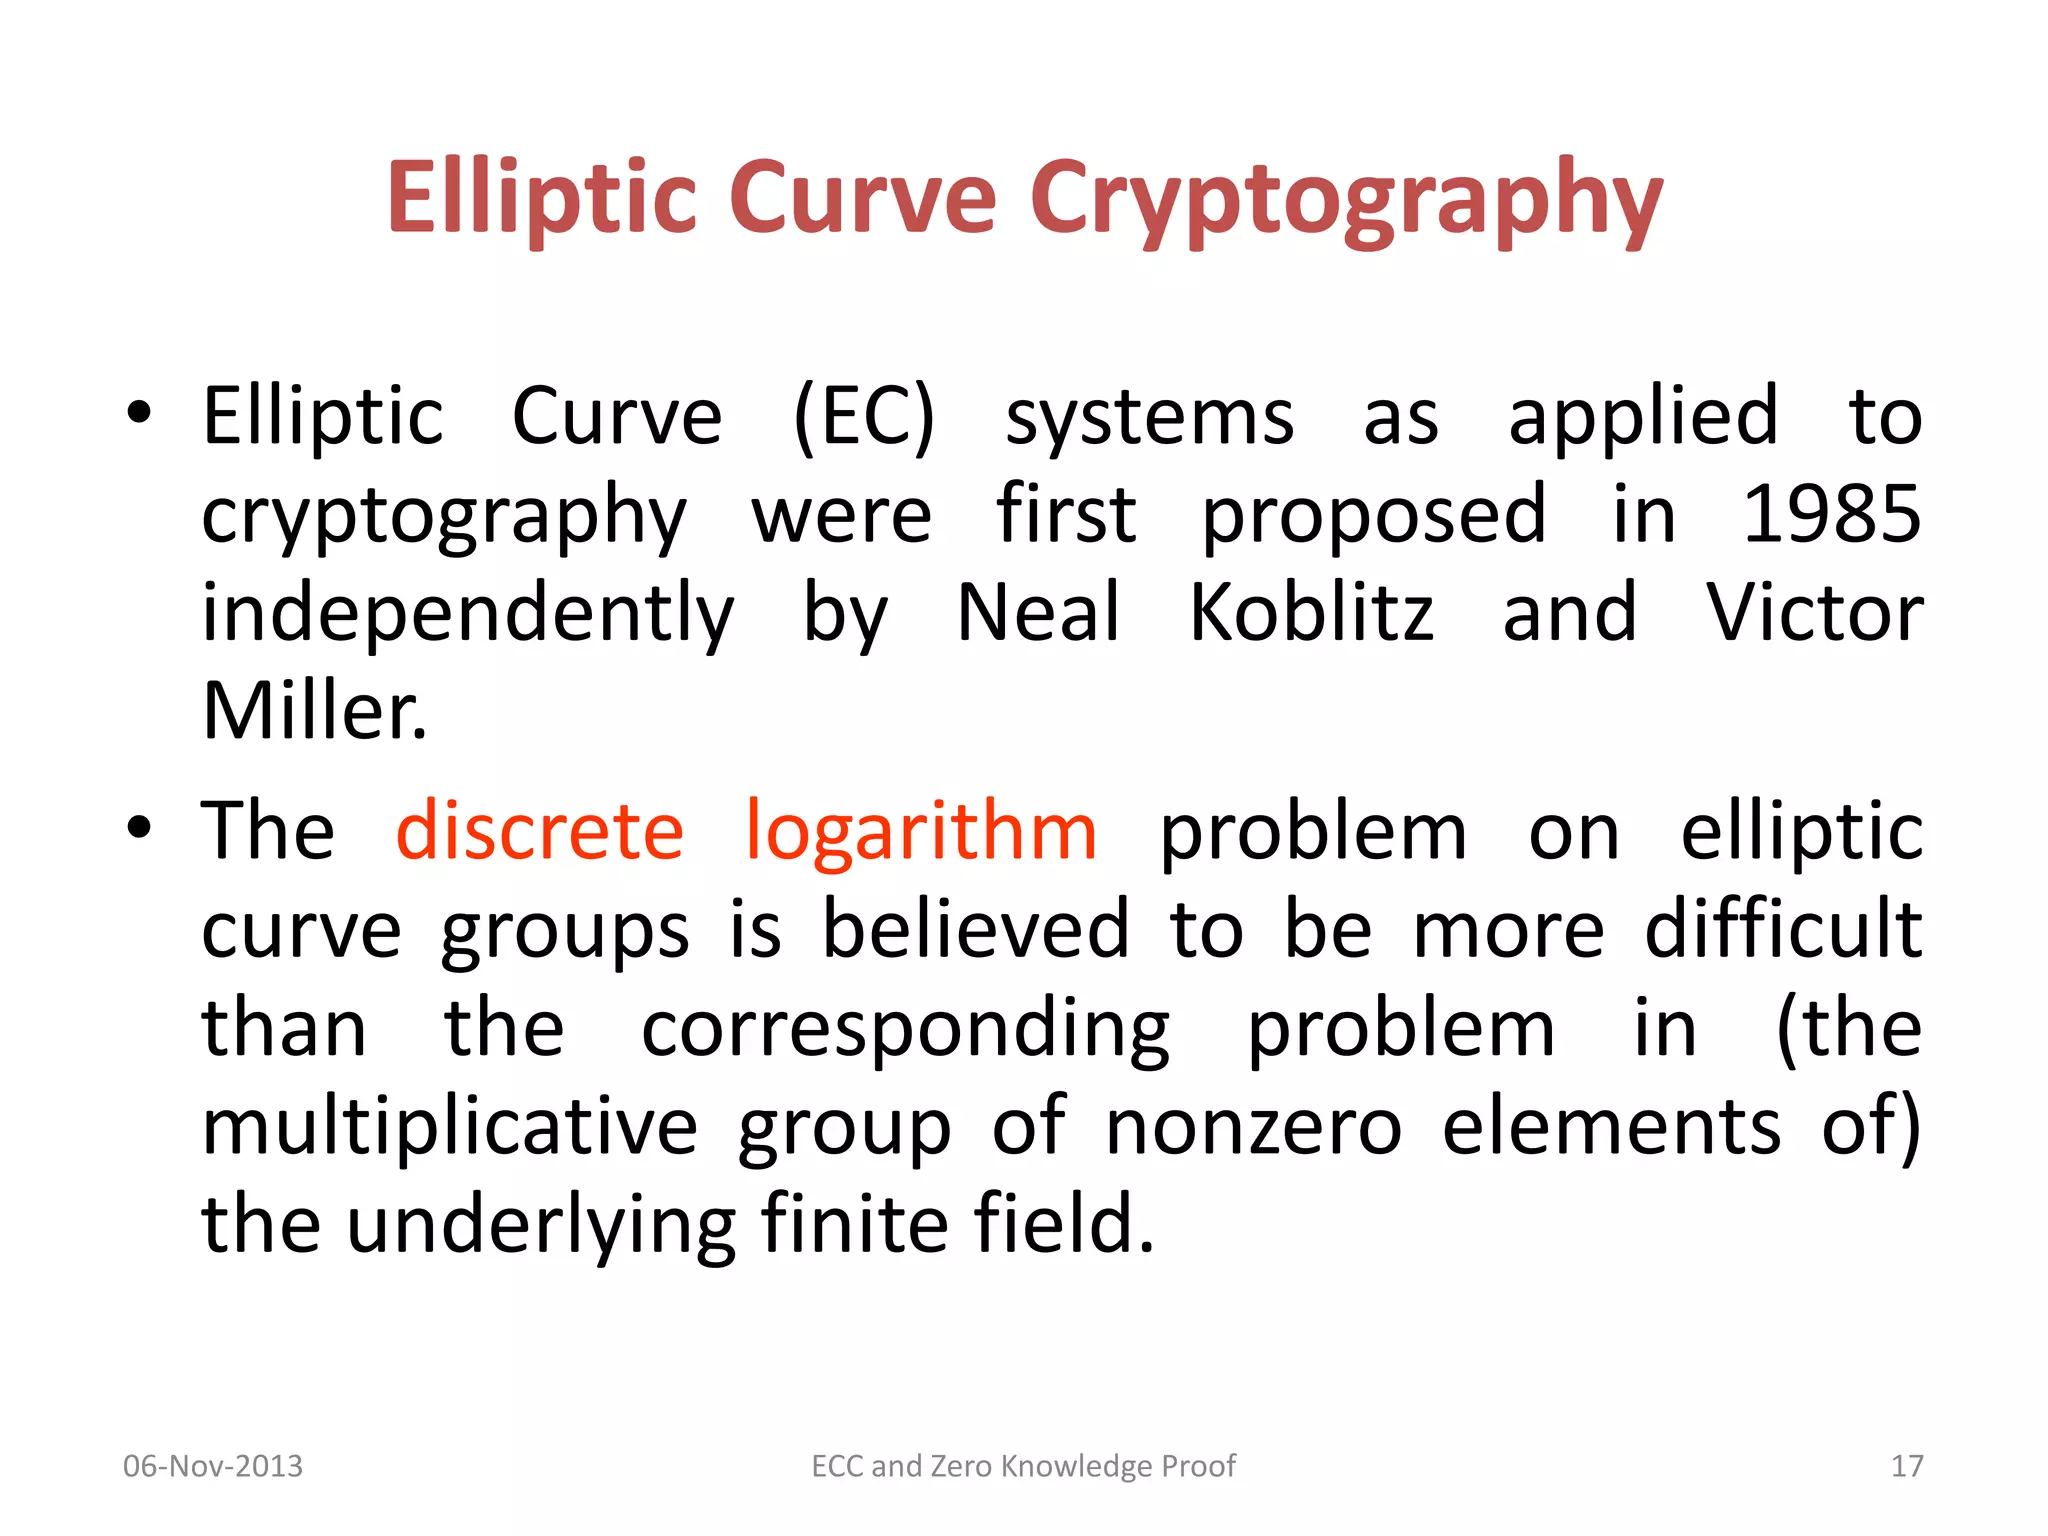 Elliptic Curve Cryptography
• Elliptic Curve (EC) systems as applied to
cryptography were first proposed in 1985
independently by Neal Koblitz and Victor
Miller.
• The discrete logarithm problem on elliptic
curve groups is believed to be more difficult
than the corresponding problem in (the
multiplicative group of nonzero elements of)
the underlying finite field.
06-Nov-2013 ECC and Zero Knowledge Proof 17